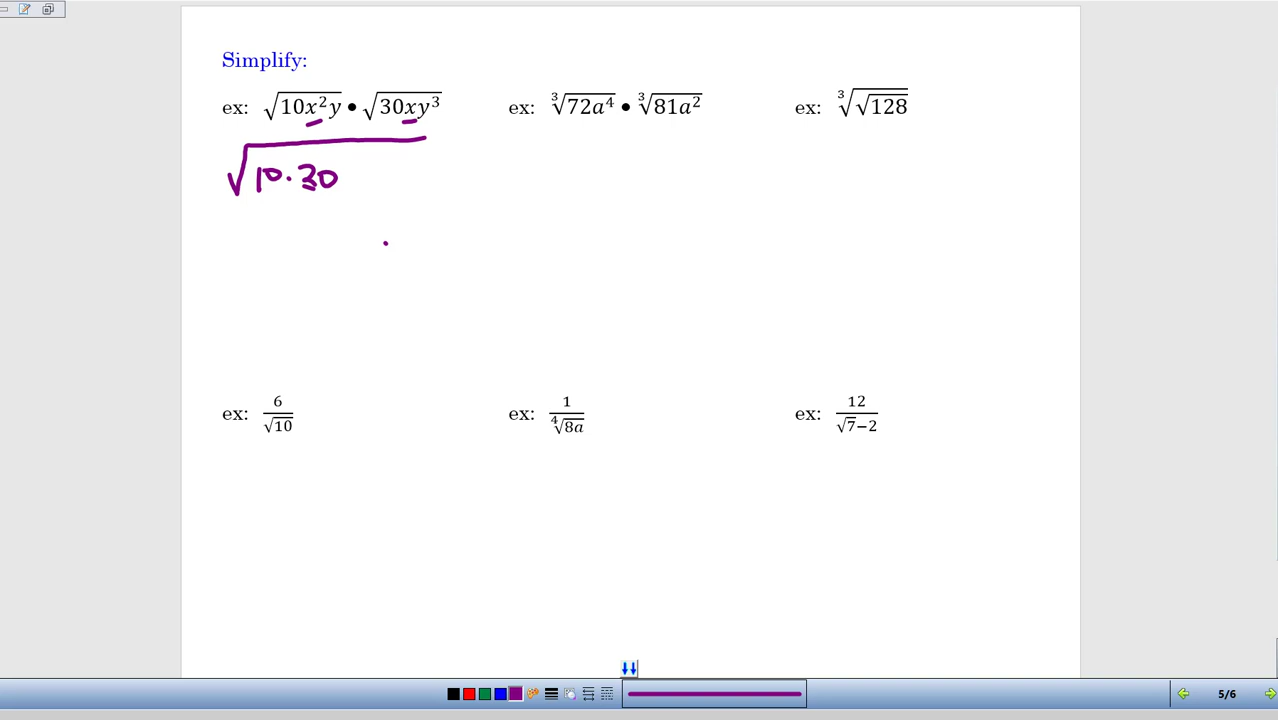 Simplify:
ex: √10x²y • √30xy³ ex: ∛72a⁴ • ∛81a² ex: ∛√128
√10·30
ex: 6/√10 ex: 1/∜8a ex: 12/√7−2
5/6